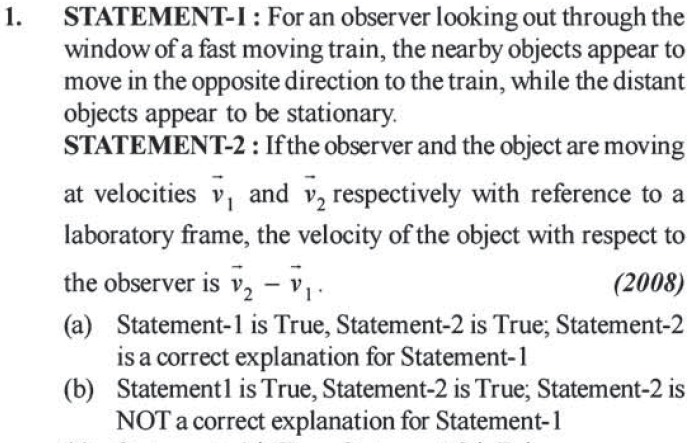 1. STATEMENT-I : For an observer looking out through the
window of a fast moving train, the nearby objects appear to
move in the opposite direction to the train, while the distant
objects appear to be stationary.
STATEMENT-2 : If the observer and the object are moving
at velocities \vec{v}_1 and \vec{v}_2 respectively with reference to a
laboratory frame, the velocity of the object with respect to
the observer is \vec{v}_2 − \vec{v}_1 . (2008)
(a) Statement-1 is True, Statement-2 is True; Statement-2
is a correct explanation for Statement-1
(b) Statement1 is True, Statement-2 is True; Statement-2 is
NOT a correct explanation for Statement-1